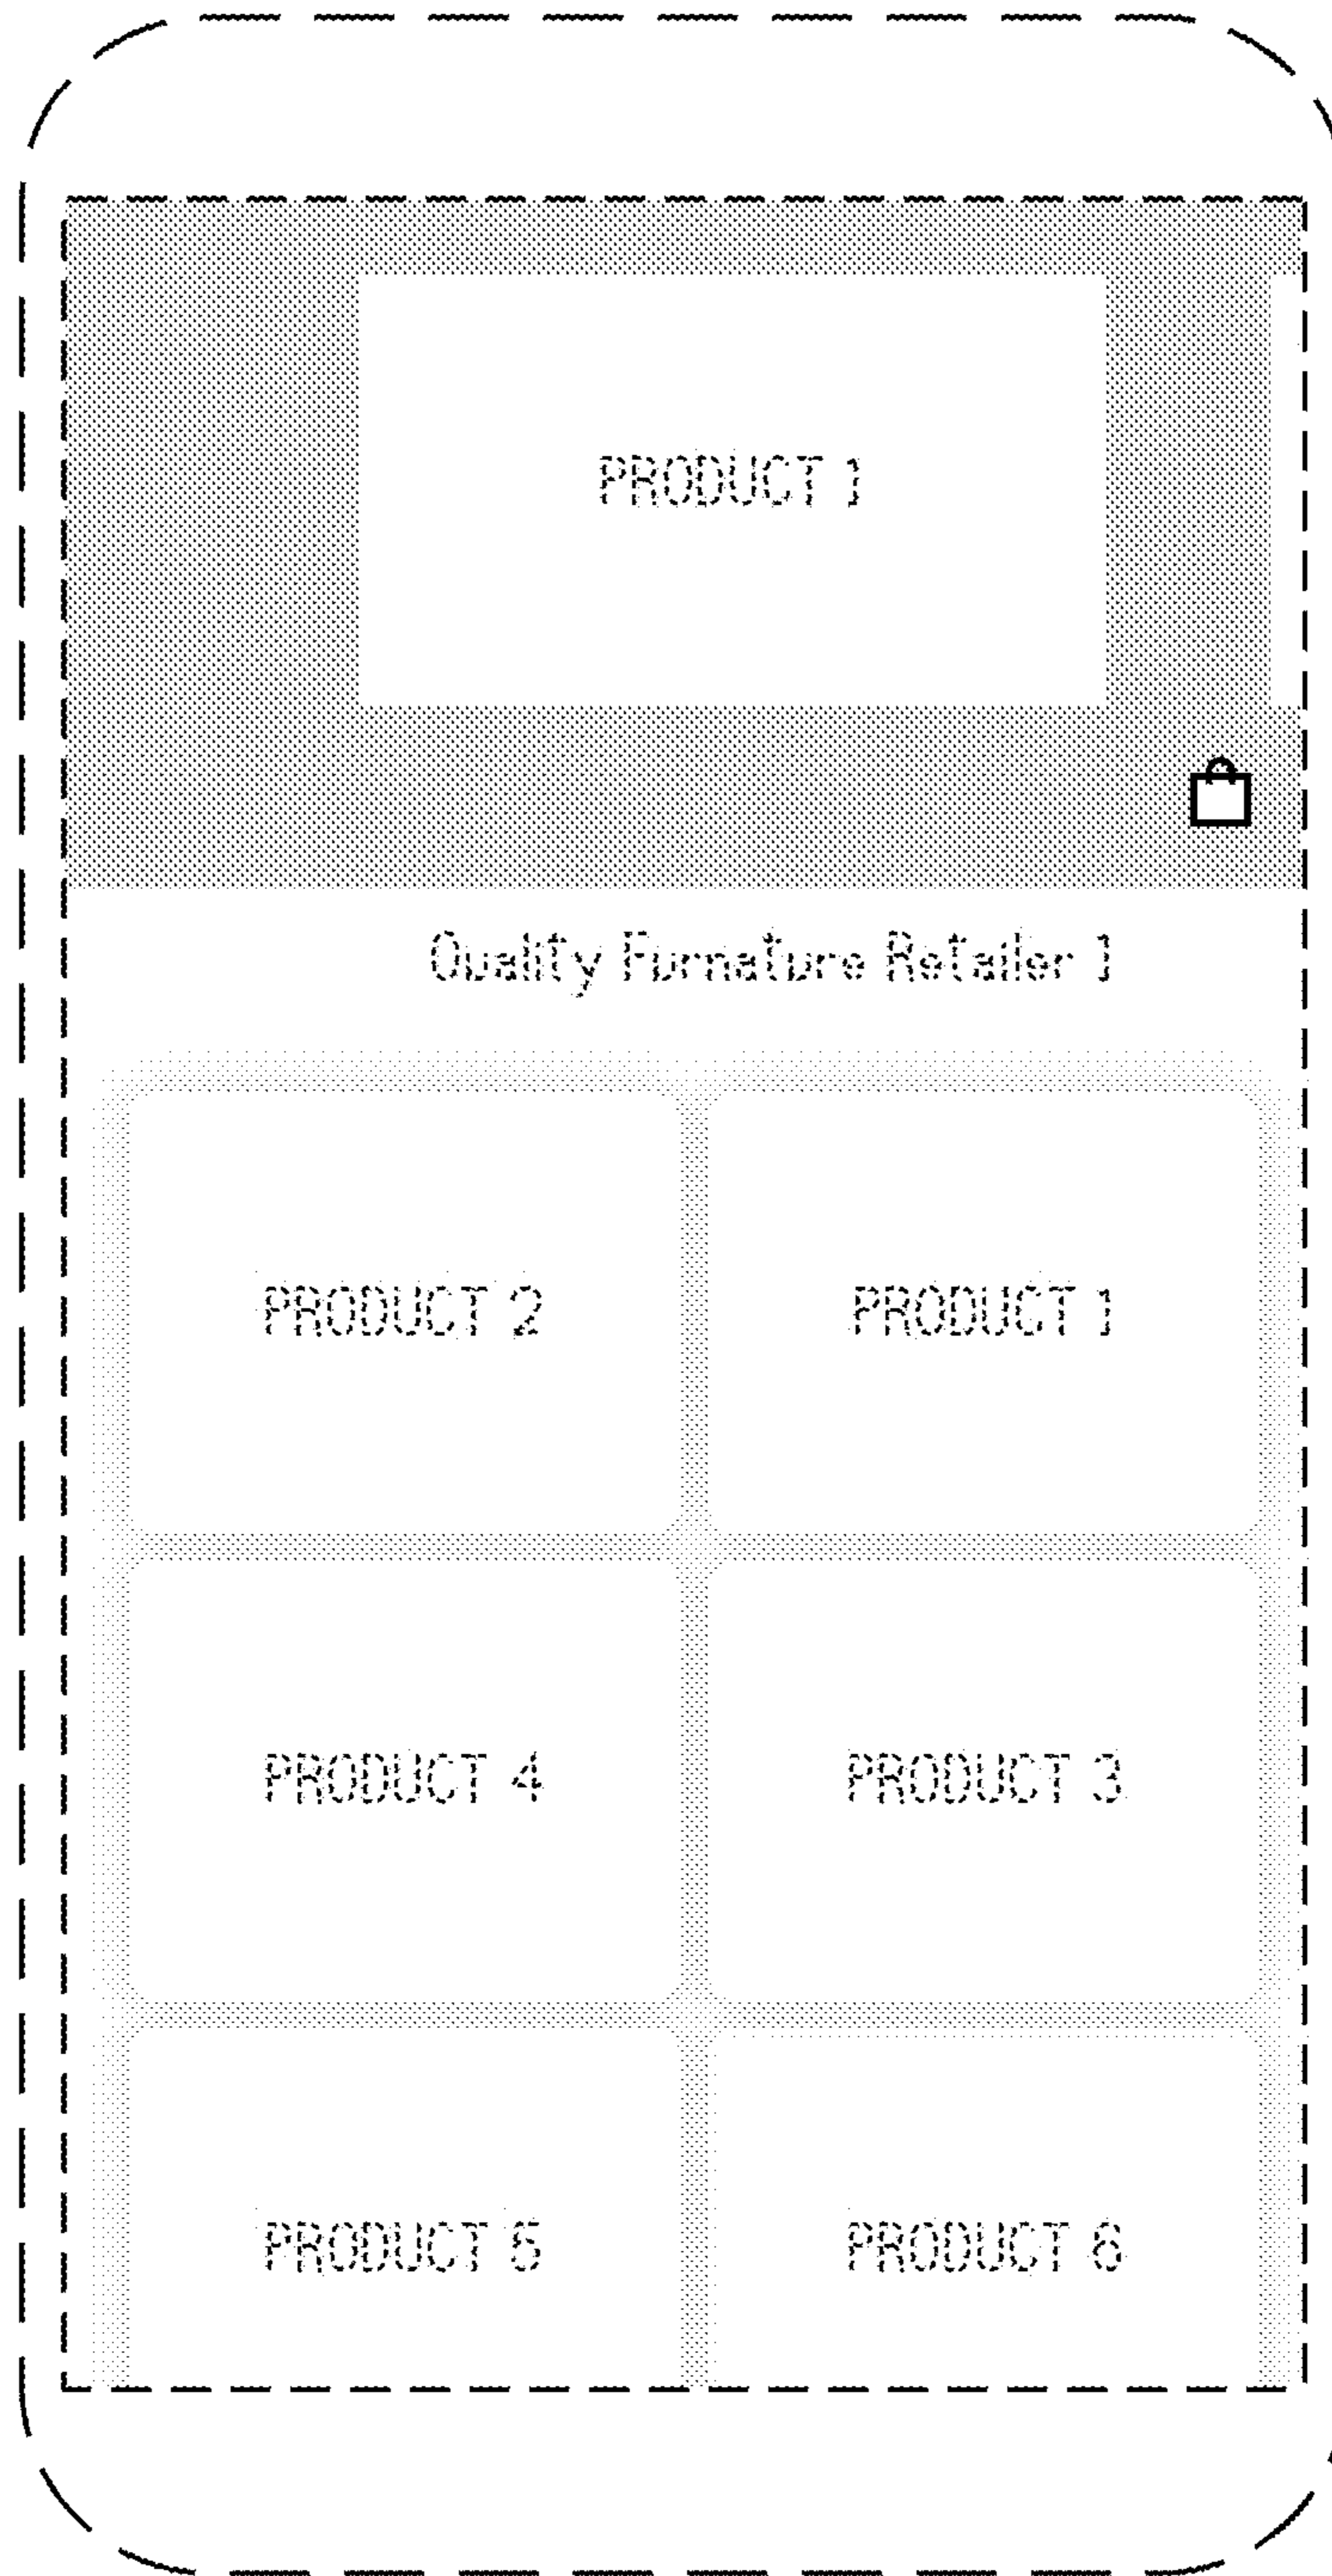 PRODUCT 1
Quality Furnature Retailer 1
PRODUCT 2
PRODUCT 1
PRODUCT 4
PRODUCT 3
PRODUCT 5
PRODUCT 6